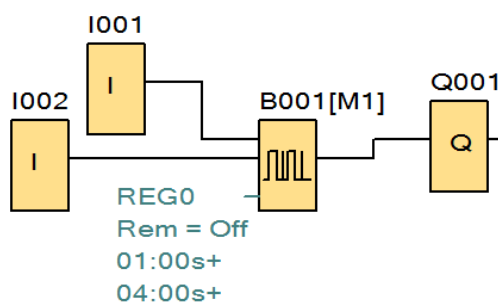 I001
I
I002
I
B001[M1]
Q001
Q
REG0
Rem = Off
01:00s+
04:00s+